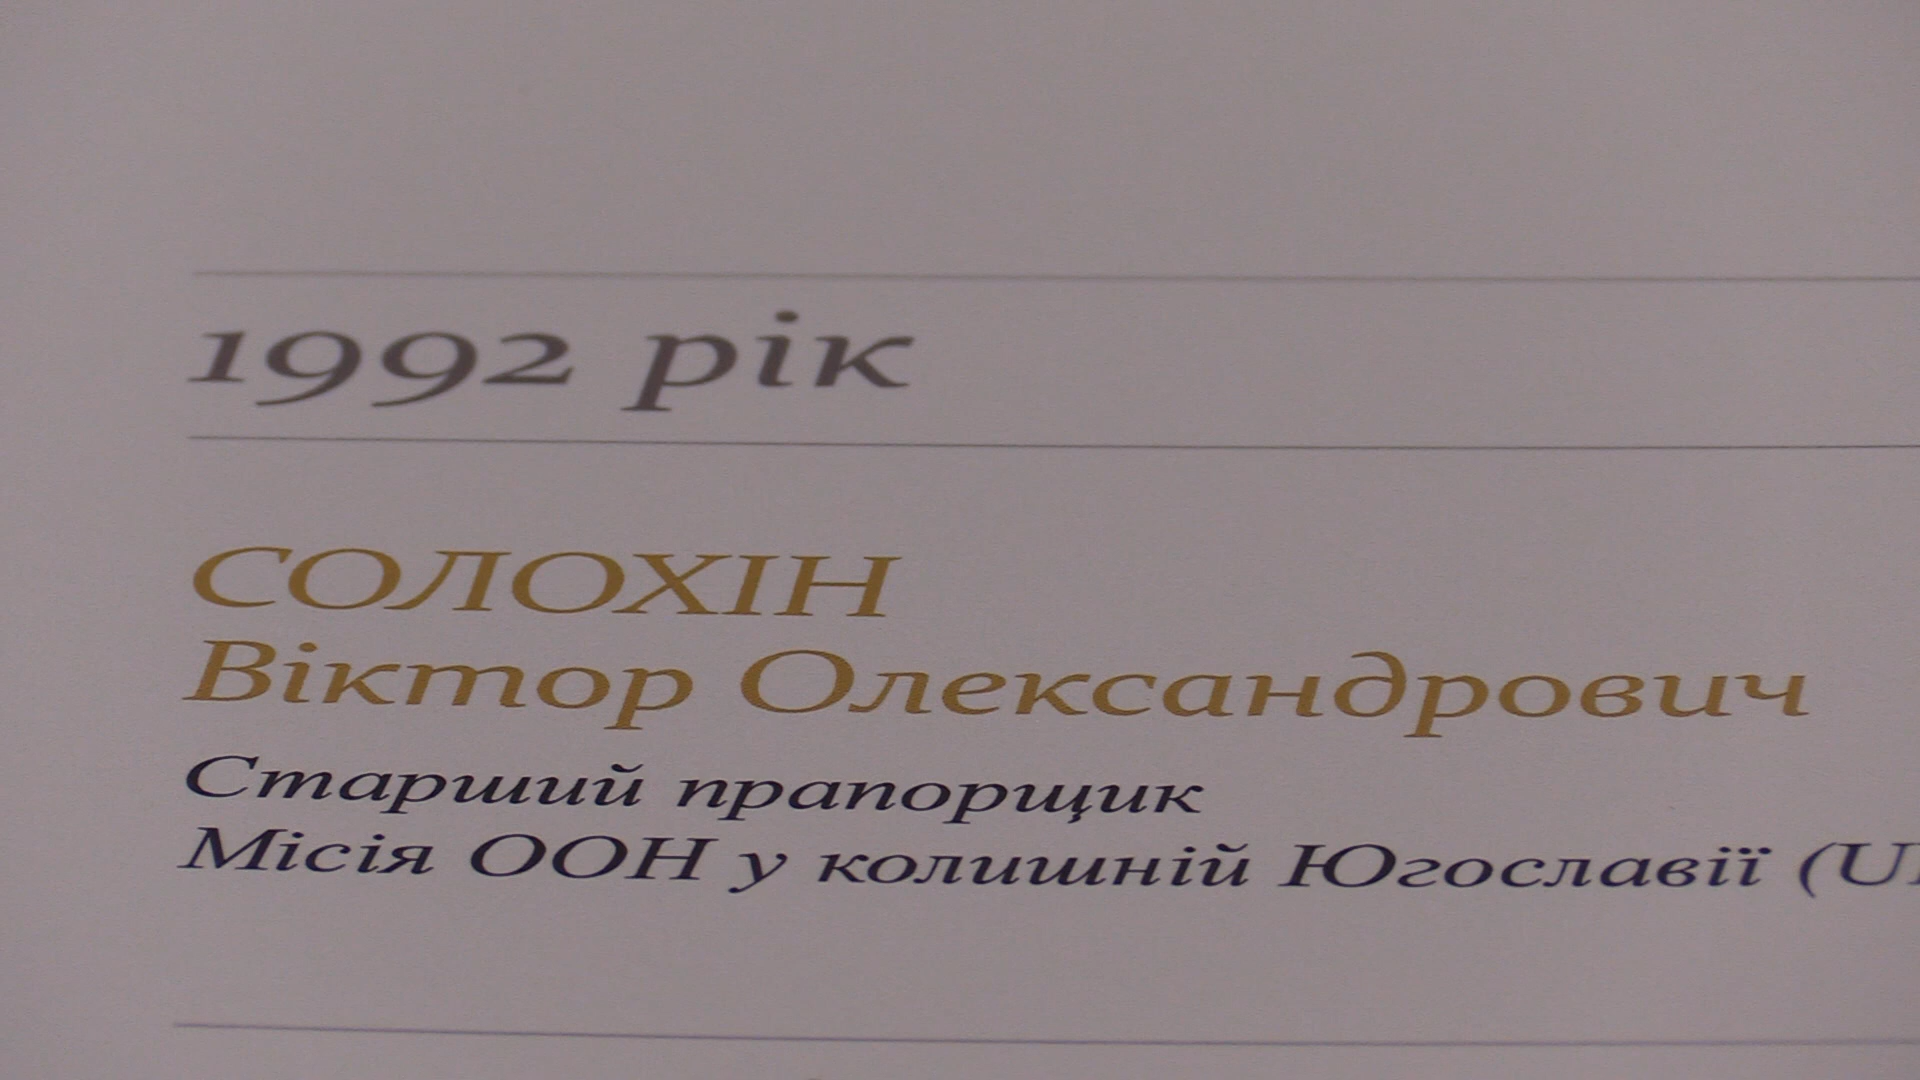 1992 рік
СОЛОХІН
Віктор Олександрович
Старший прапорщик
Місія ООН у колишній Югославії